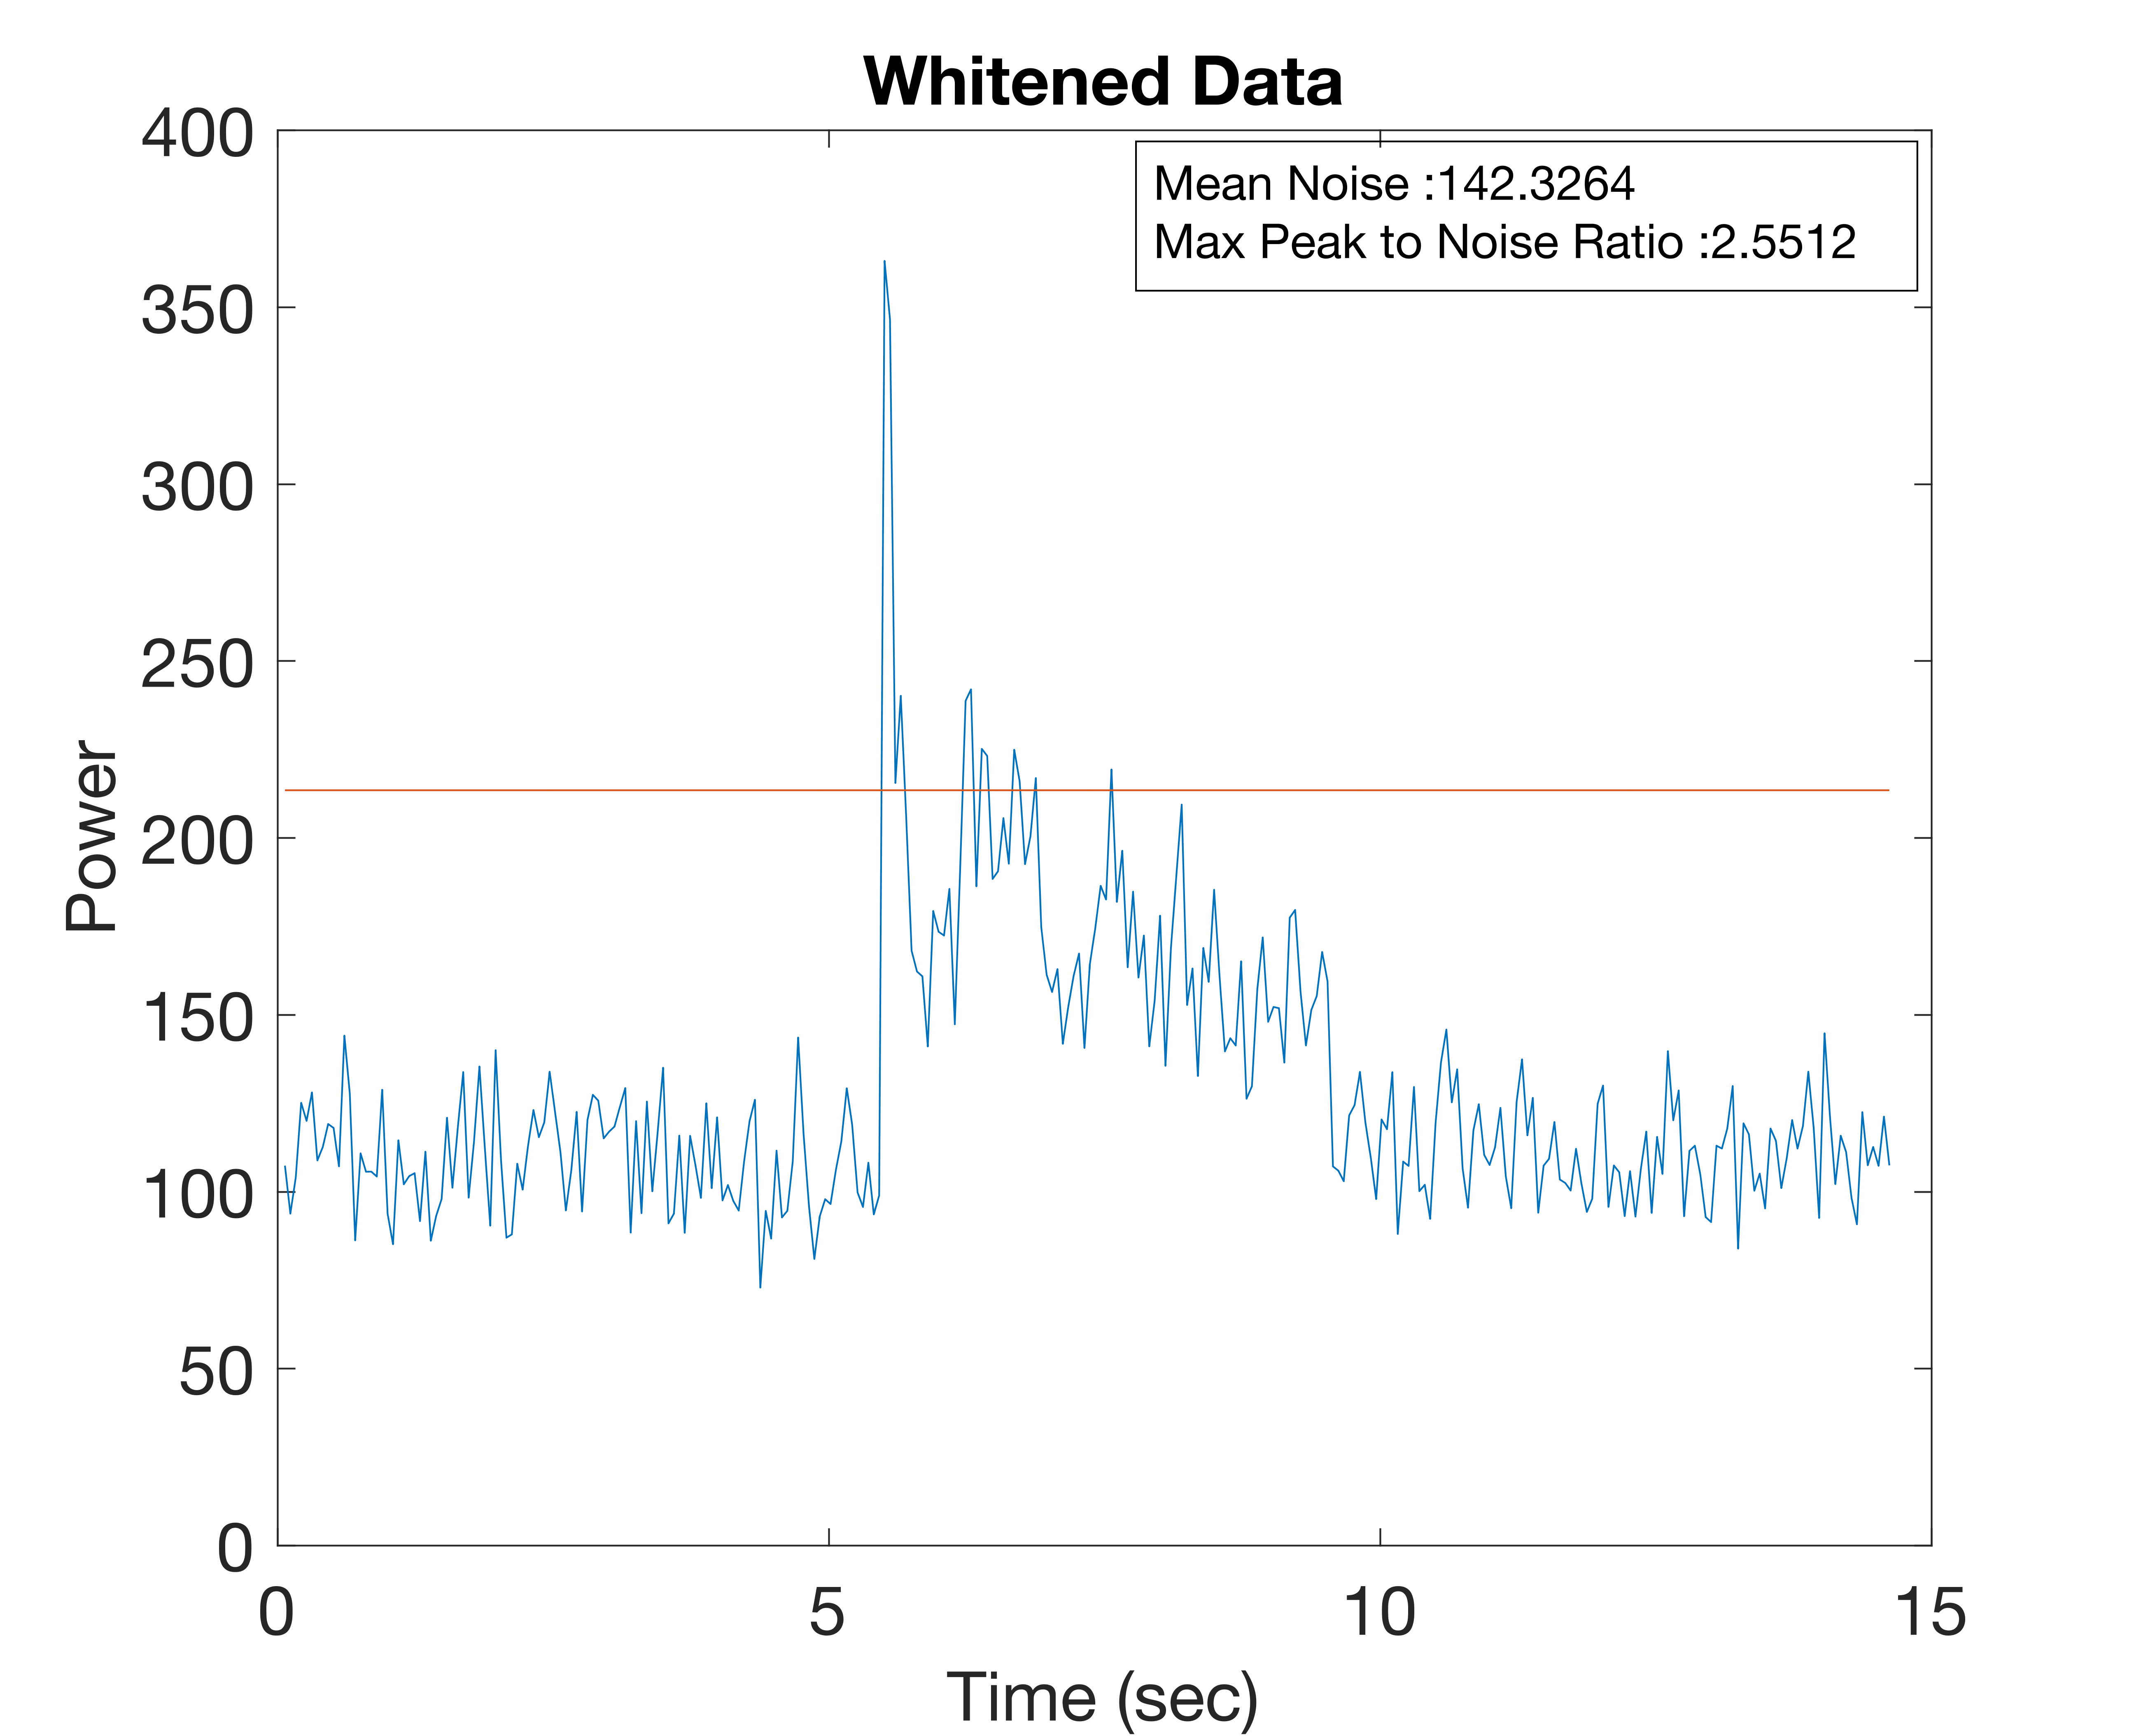 Whitened Data
Mean Noise :142.3264
Max Peak to Noise Ratio :2.5512
400
350
300
250
200
150
100
50
0
Power
0 5 10 15
Time (sec)